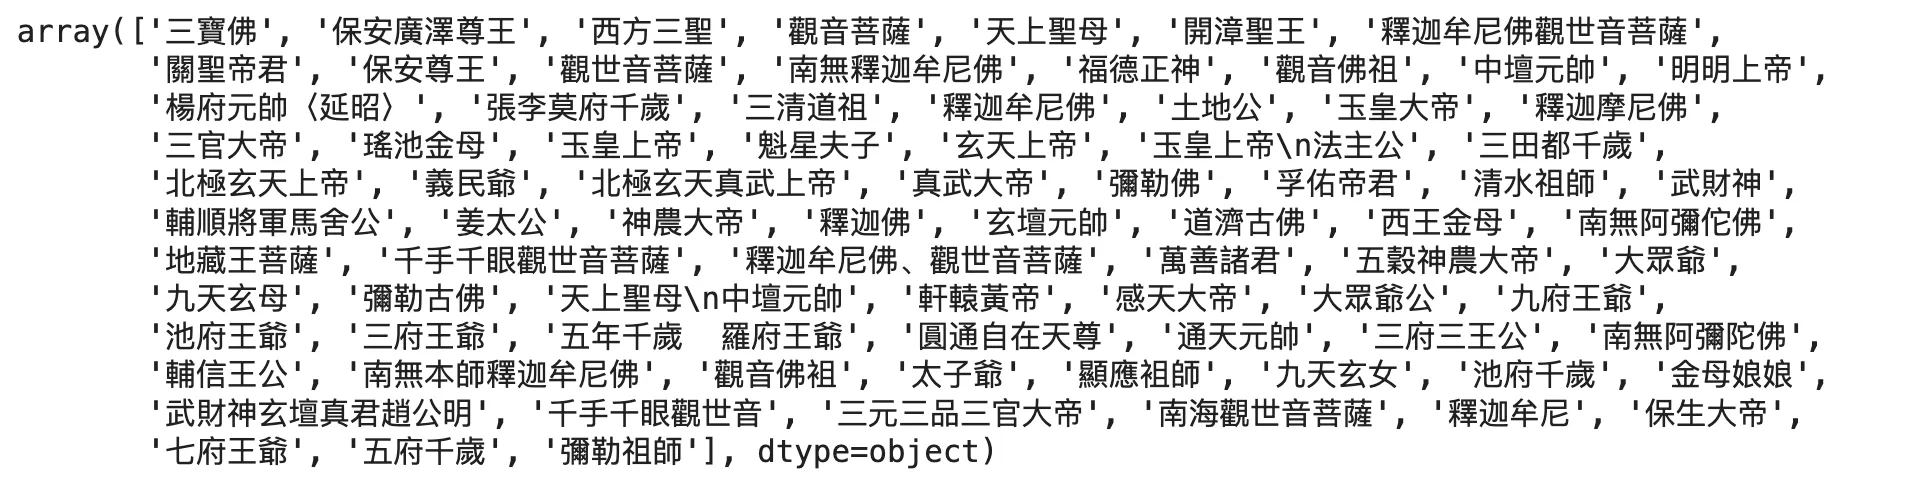 array(['三寶佛', '保安廣澤尊王', '西方三聖', '觀音菩薩', '天上聖母', '開漳聖王', '釋迦牟尼佛觀世音菩薩',
'關聖帝君', '保安尊王', '觀世音菩薩', '南無釋迦牟尼佛', '福德正神', '觀音佛祖', '中壇元帥', '明明上帝',
'楊府元帥〈延昭〉', '張李莫府千歲', '三清道祖', '釋迦牟尼佛', '土地公', '玉皇大帝', '釋迦摩尼佛',
'三官大帝', '瑤池金母', '玉皇上帝', '魁星夫子', '玄天上帝', '玉皇上帝\n法主公', '三田都千歲',
'北極玄天上帝', '義民爺', '北極玄天真武上帝', '真武大帝', '彌勒佛', '孚佑帝君', '清水祖師', '武財神',
'輔順將軍馬舍公', '姜太公', '神農大帝', '釋迦佛', '玄壇元帥', '道濟古佛', '西王金母', '南無阿彌佗佛',
'地藏王菩薩', '千手千眼觀世音菩薩', '釋迦牟尼佛、觀世音菩薩', '萬善諸君', '五穀神農大帝', '大眾爺',
'九天玄母', '彌勒古佛', '天上聖母\n中壇元帥', '軒轅黃帝', '感天大帝', '大眾爺公', '九府王爺',
'池府王爺', '三府王爺', '五年千歲　羅府王爺', '圓通自在天尊', '通天元帥', '三府三王公', '南無阿彌陀佛',
'輔信王公', '南無本師釋迦牟尼佛', '觀音佛祖', '太子爺', '顯應祖師', '九天玄女', '池府千歲', '金母娘娘',
'武財神玄壇真君趙公明', '千手千眼觀世音', '三元三品三官大帝', '南海觀世音菩薩', '釋迦牟尼', '保生大帝',
'七府王爺', '五府千歲', '彌勒祖師'], dtype=object)